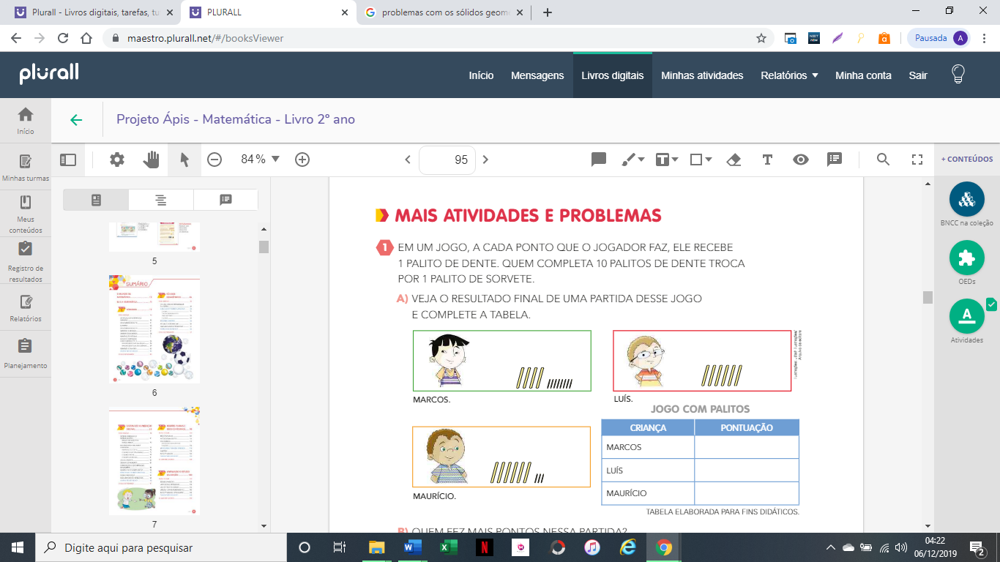 Plurall - Livros digitais, tarefas, tu
PLURALL
problemas com os sólidos geom
maestro.plurall.net/#/booksViewer
Pausada A
plurall
Início Mensagens Livros digitais Minhas atividades Relatórios Minha conta Sair
Início
Minhas turmas
Meus conteúdos
Registro de resultados
Relatórios
Planejamento
Projeto Ápis - Matemática - Livro 2º ano
84% 95
+ CONTEÚDOS
BNCC na coleção
OEDs
A
Atividades
5
SUMÁRIO
6
7
MAIS ATIVIDADES E PROBLEMAS
1 EM UM JOGO, A CADA PONTO QUE O JOGADOR FAZ, ELE RECEBE
1 PALITO DE DENTE. QUEM COMPLETA 10 PALITOS DE DENTE TROCA
POR 1 PALITO DE SORVETE.
A) VEJA O RESULTADO FINAL DE UMA PARTIDA DESSE JOGO
E COMPLETE A TABELA.
MARCOS.
LUÍS.
MAURÍCIO.
JOGO COM PALITOS
CRIANÇA PONTUAÇÃO
MARCOS
LUÍS
MAURÍCIO
TABELA ELABORADA PARA FINS DIDÁTICOS.
B) QUEM FEZ MAIS PONTOS NESSA PARTIDA?
Digite aqui para pesquisar
04:22
06/12/2019
2